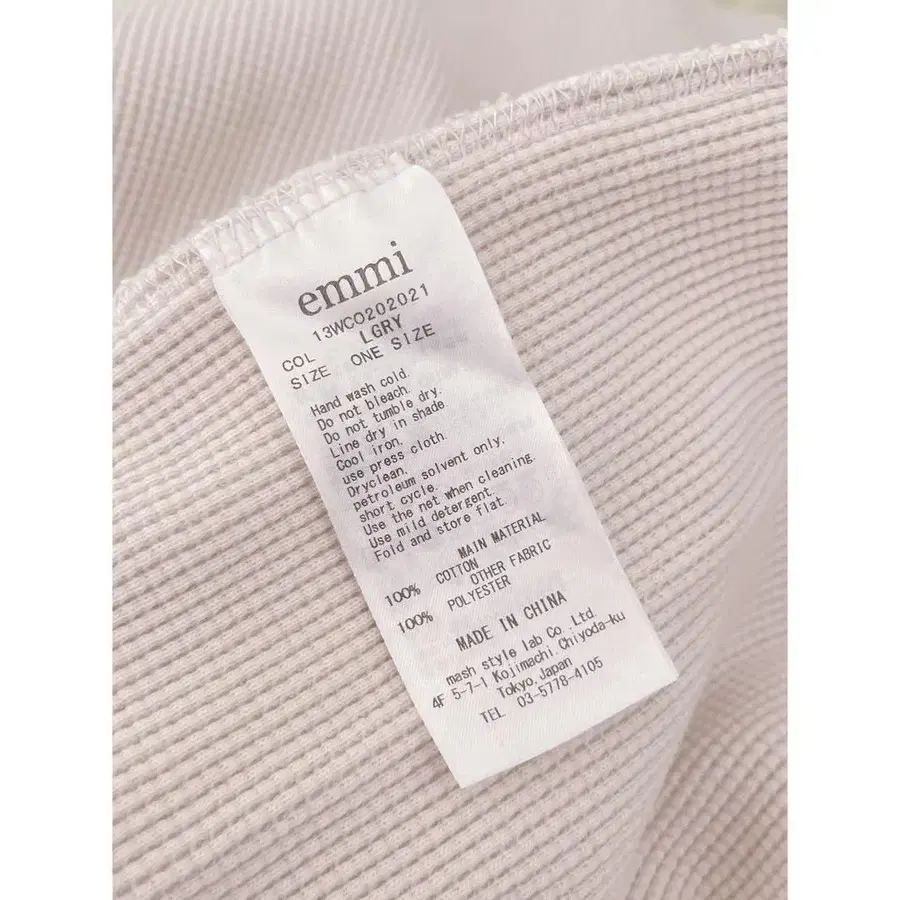 emmi
13WCO202021
COL LGRY
SIZE ONE SIZE
Hand wash cold.
Do not bleach.
Do not tumble dry.
Line dry in shade
Cool iron,
use press cloth
Dryclean,
petroleum solvent only,
short cycle.
Use the net when cleaning.
Use mild detergent.
Fold and store flat.
MAIN MATERIAL
100% COTTON
OTHER FABRIC
100% POLYESTER
MADE IN CHINA
mash style lab Co.,Ltd.
4F 5-7-1 Kojimachi,Chiyoda-ku
Tokyo,Japan
TEL 03-5778-4105